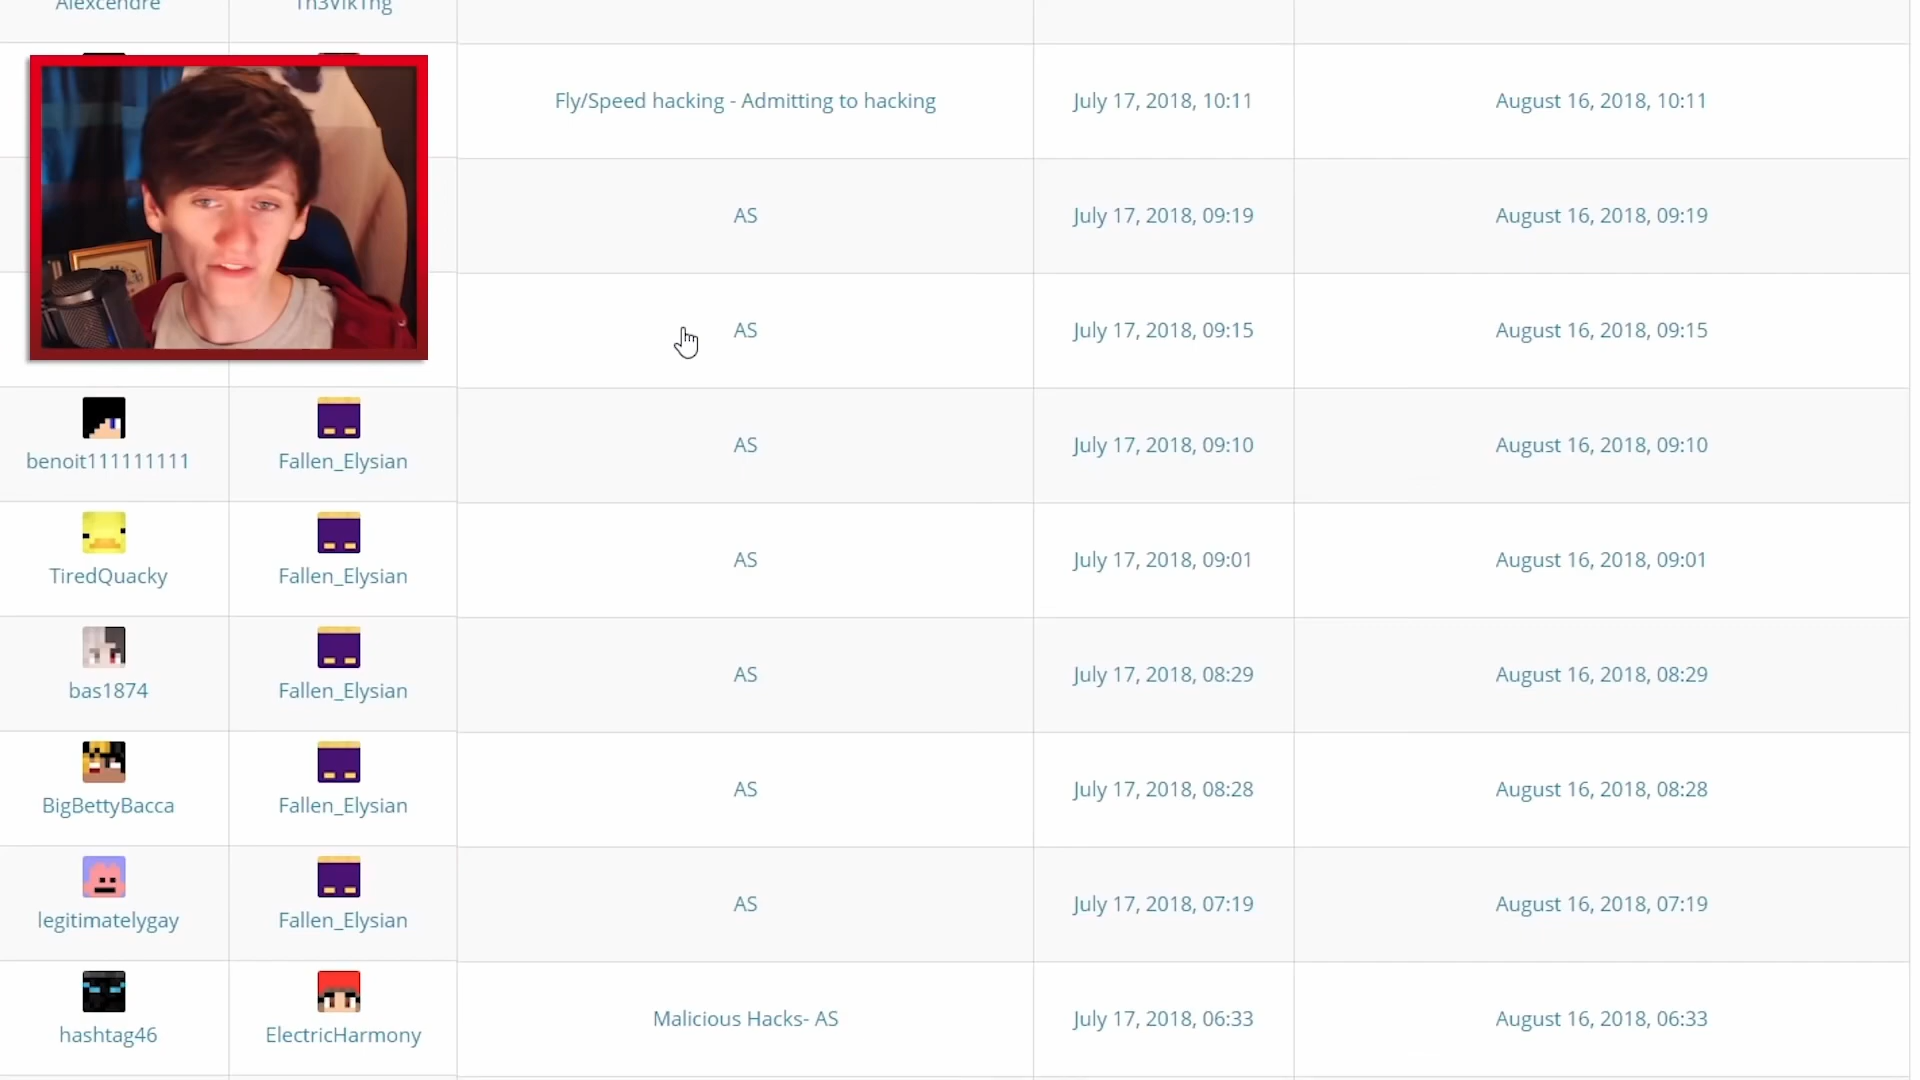 Alexcendre Th3V1k1ng
Fly/Speed hacking - Admitting to hacking July 17, 2018, 10:11 August 16, 2018, 10:11
AS July 17, 2018, 09:19 August 16, 2018, 09:19
AS July 17, 2018, 09:15 August 16, 2018, 09:15
benoit111111111 Fallen_Elysian AS July 17, 2018, 09:10 August 16, 2018, 09:10
TiredQuacky Fallen_Elysian AS July 17, 2018, 09:01 August 16, 2018, 09:01
bas1874 Fallen_Elysian AS July 17, 2018, 08:29 August 16, 2018, 08:29
BigBettyBacca Fallen_Elysian AS July 17, 2018, 08:28 August 16, 2018, 08:28
legitimatelygay Fallen_Elysian AS July 17, 2018, 07:19 August 16, 2018, 07:19
hashtag46 ElectricHarmony Malicious Hacks- AS July 17, 2018, 06:33 August 16, 2018, 06:33